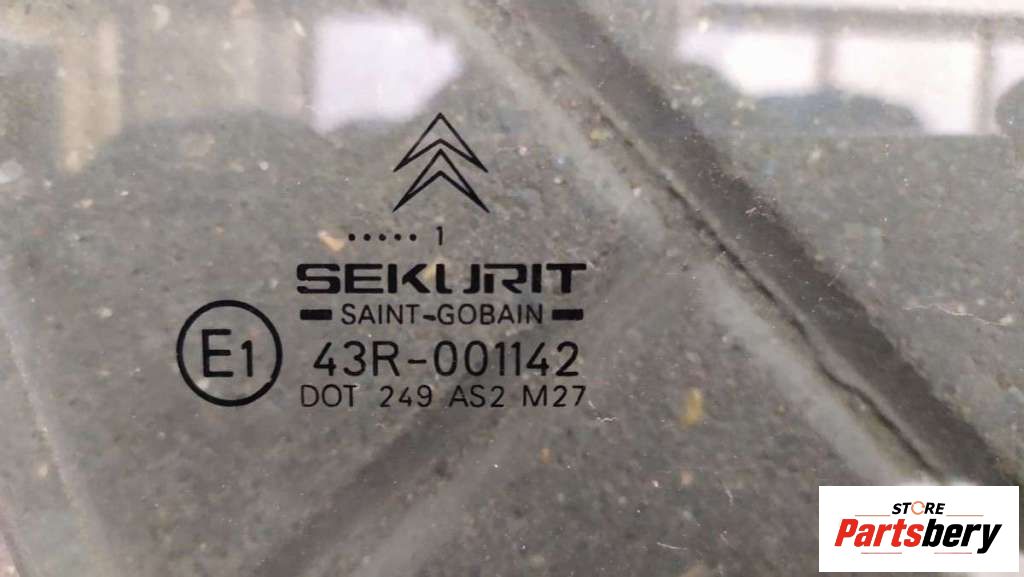 ..... 1
SEKURIT
SAINT-GOBAIN
E1
43R-001142
DOT 249 AS2 M27
STORE
Partsbery